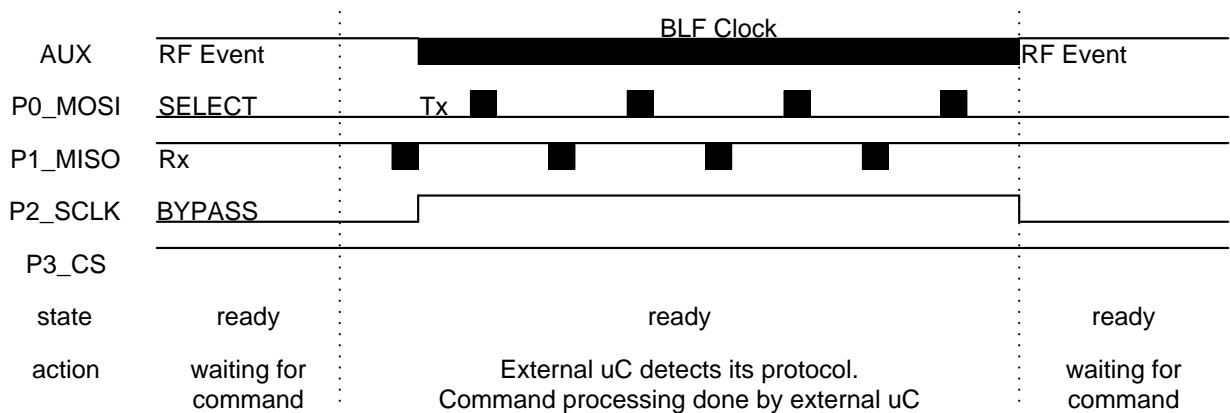 BLF Clock
AUX RF Event RF Event
P0_MOSI SELECT Tx
P1_MISO Rx
P2_SCLK BYPASS
P3_CS
state ready ready ready
action waiting for External uC detects its protocol. waiting for
command Command processing done by external uC command